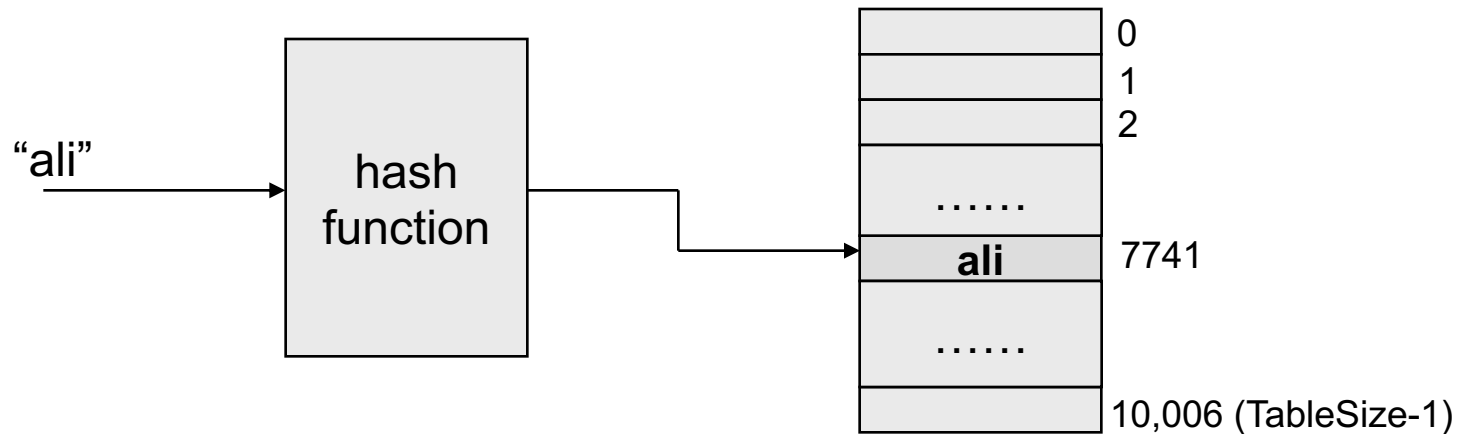 “ali”
hash
function
0
1
2
......
ali
7741
......
10,006 (TableSize-1)